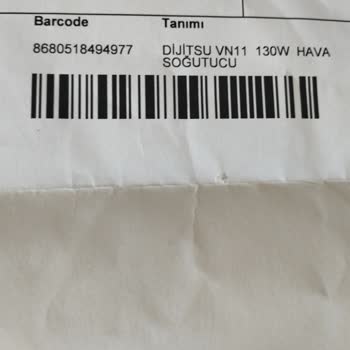 Barcode Tanımı
8680518494977 DİJİTSU VN11 130W HAVA
SOĞUTUCU